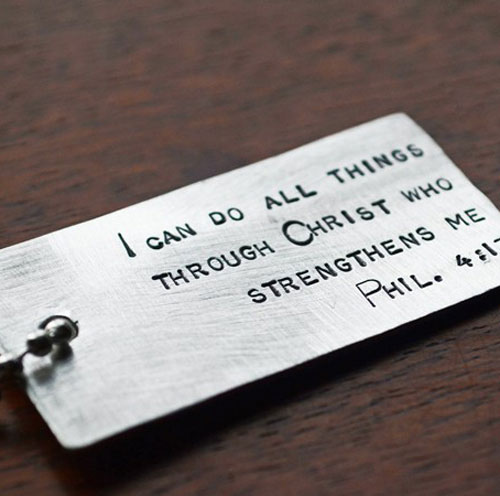 I CAN DO ALL THINGS
THROUGH CHRIST WHO
STRENGTHENS ME
PHIL. 4:1